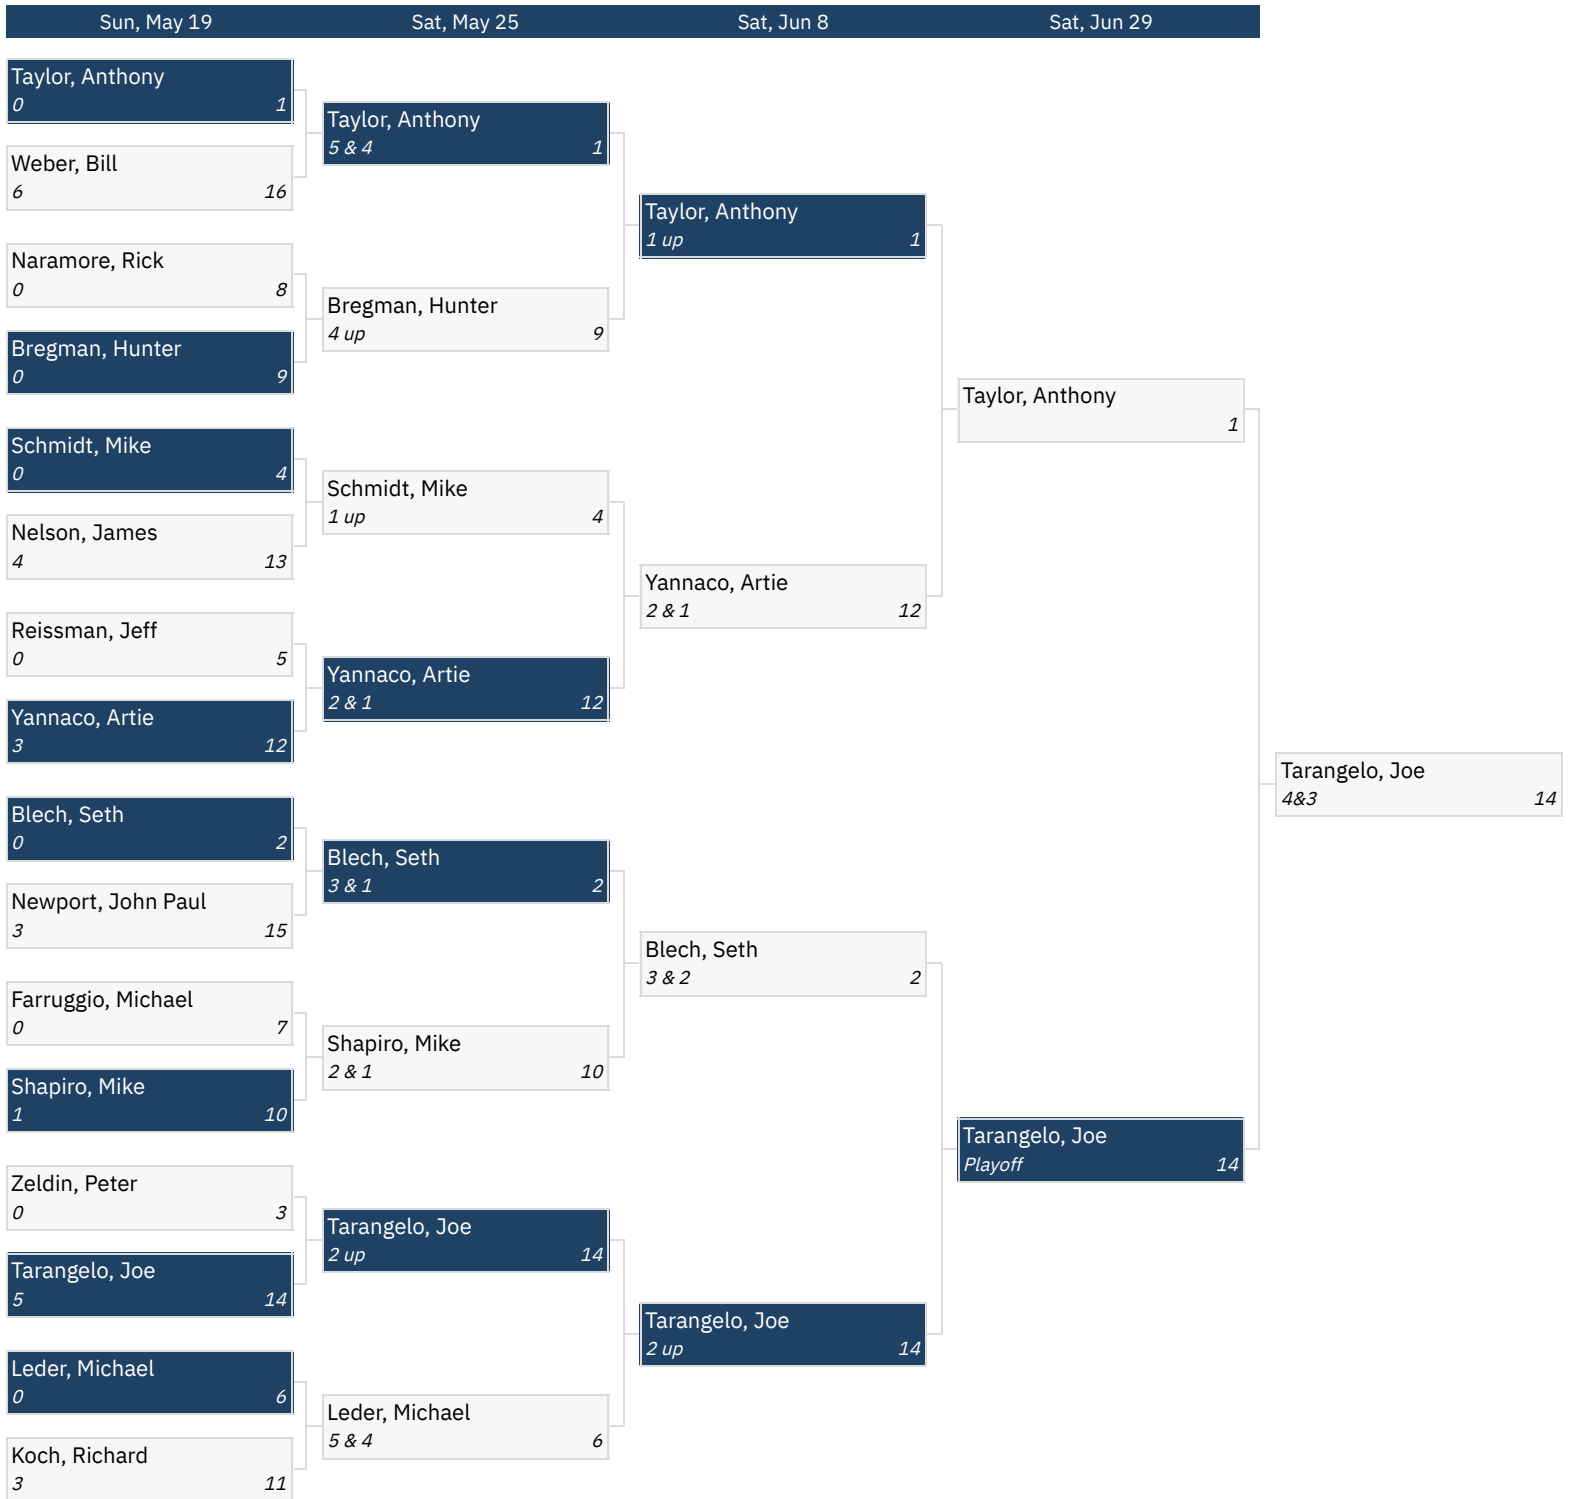 Sun, May 19
Sat, May 25
Sat, Jun 8
Sat, Jun 29
Taylor, Anthony
0 1
Weber, Bill
6 16
Naramore, Rick
0 8
Bregman, Hunter
0 9
Schmidt, Mike
0 4
Nelson, James
4 13
Reissman, Jeff
0 5
Yannaco, Artie
3 12
Blech, Seth
0 2
Newport, John Paul
3 15
Farruggio, Michael
0 7
Shapiro, Mike
1 10
Zeldin, Peter
0 3
Tarangelo, Joe
5 14
Leder, Michael
0 6
Koch, Richard
3 11
Taylor, Anthony
5 & 4 1
Bregman, Hunter
4 up 9
Schmidt, Mike
1 up 4
Yannaco, Artie
2 & 1 12
Blech, Seth
3 & 1 2
Shapiro, Mike
2 & 1 10
Tarangelo, Joe
2 up 14
Leder, Michael
5 & 4 6
Taylor, Anthony
1 up 1
Yannaco, Artie
2 & 1 12
Blech, Seth
3 & 2 2
Tarangelo, Joe
2 up 14
Taylor, Anthony
1
Tarangelo, Joe
Playoff 14
Tarangelo, Joe
4&3 14